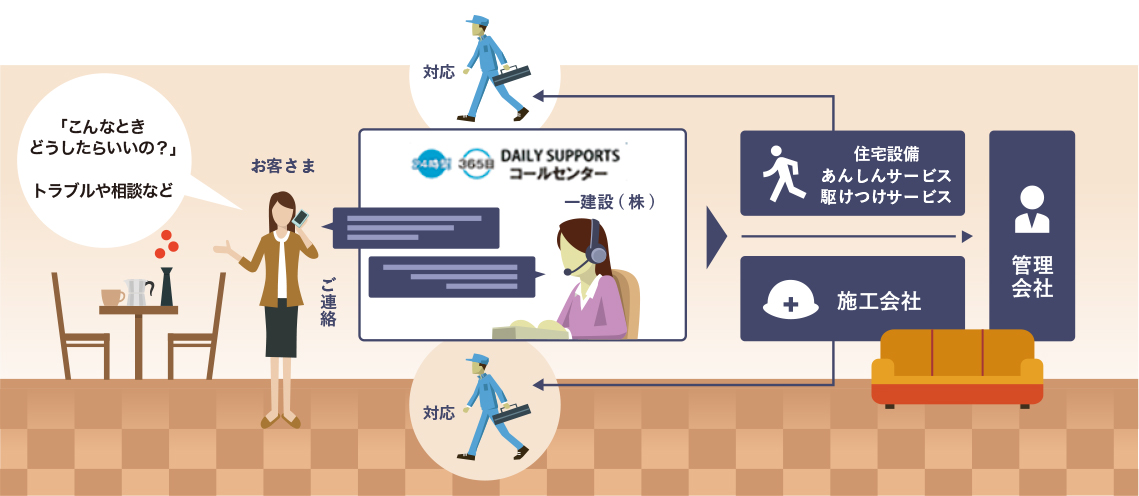 対応
「こんなとき
どうしたらいいの？」
トラブルや相談など
お客さま
24時間 365日 DAILY SUPPORTS
コールセンター
一建設(株)
ご連絡
住宅設備
あんしんサービス
駆けつけサービス
施工会社
管理
会社
対応